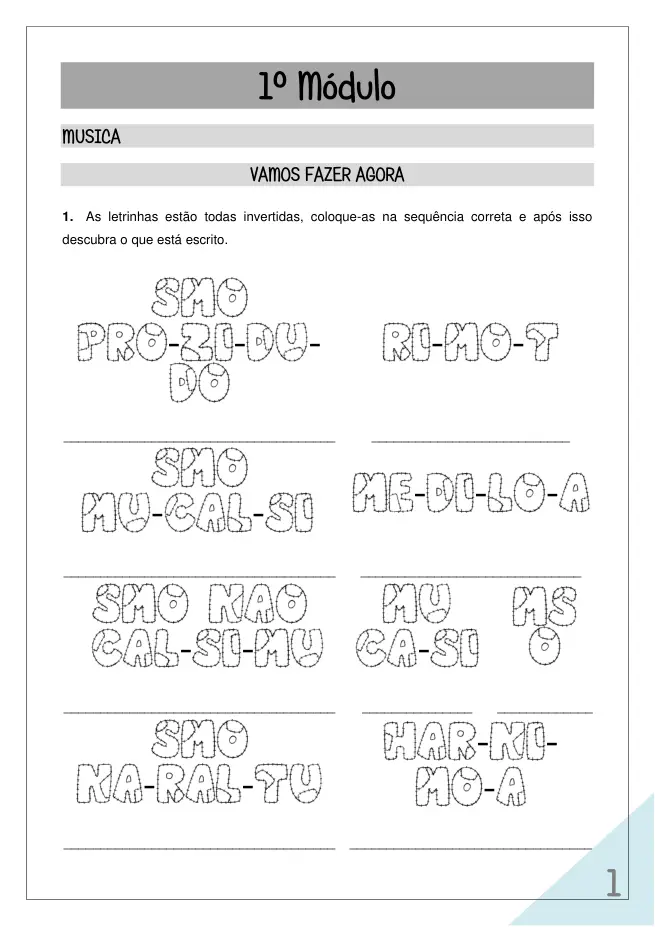 1º Módulo
MUSICA
VAMOS FAZER AGORA
1. As letrinhas estão todas invertidas, coloque-as na sequência correta e após isso
descubra o que está escrito.
SMO
PRO-ZI-DU-
DO
RI-MO-T
SMO
MU-CAL-SI
ME-DI-LO-A
SMO NAO
CAL-SI-MU
MU
CA-SI
MS
O
SMO
NA-RAL-TU
HAR-NI-
MO-A
1